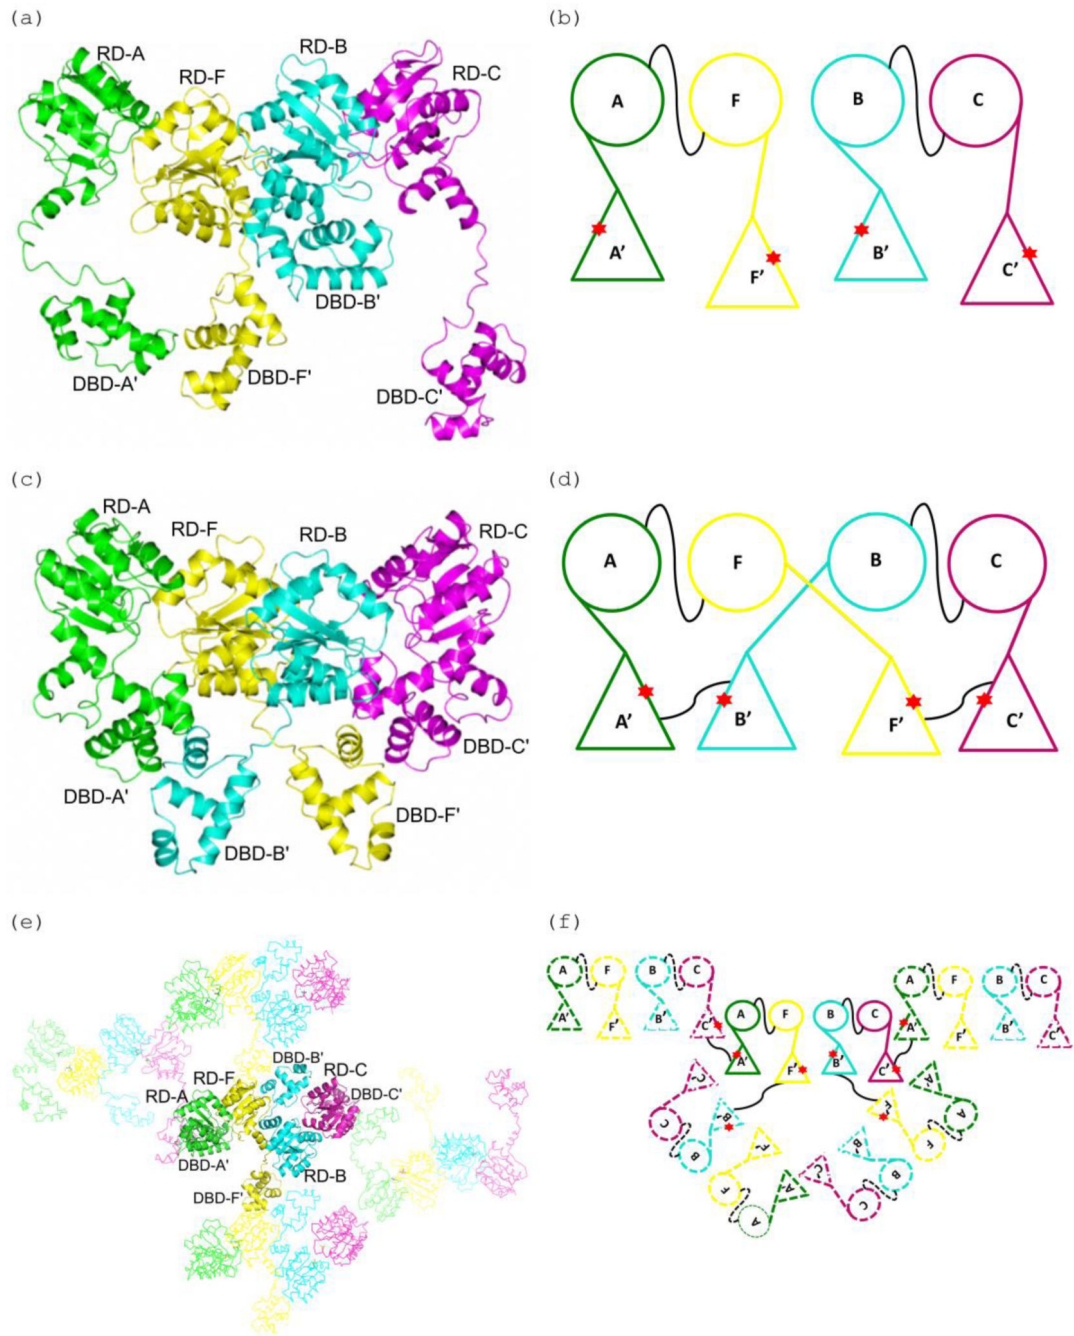 (a)
RD-A
RD-F
RD-B
RD-C
DBD-A'
DBD-F'
DBD-B'
DBD-C'
(b)
A
F
B
C
A'
F'
B'
C'
(c)
RD-A
RD-F
RD-B
RD-C
DBD-A'
DBD-B'
DBD-F'
DBD-C'
(d)
A
F
B
C
A'
B'
F'
C'
(e)
DBD-B'
RD-F
RD-C
RD-A
DBD-C'
DBD-A'
RD-B
DBD-F'
(f)
A
F
B
C
A'
F'
B'
C'
A
F
B
C
A'
F'
B'
C'
A
F
B
C
A'
F'
B'
C'
C'
B'
C
B
F'
F
A'
A
A'
F'
A
F
B'
C'
B
C